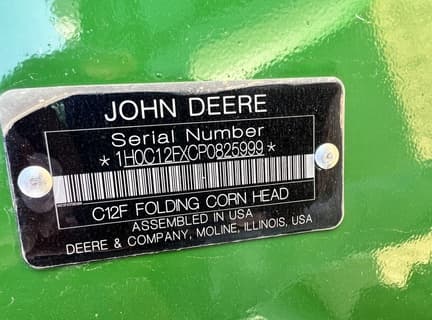 JOHN DEERE
Serial Number
*1H0C12FXCP0825999*
C12F FOLDING CORN HEAD
ASSEMBLED IN USA
DEERE & COMPANY, MOLINE, ILLINOIS, USA